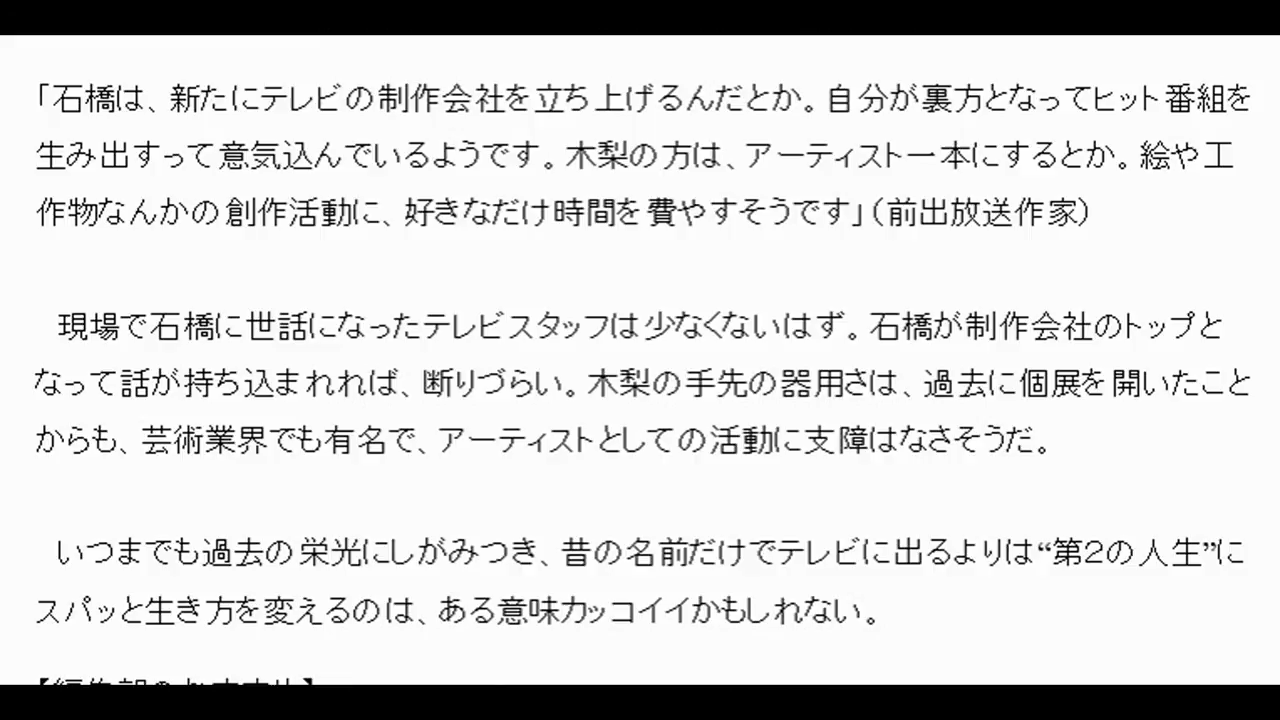 「石橋は、新たにテレビの制作会社を立ち上げるんだとか。自分が裏方となってヒット番組を
生み出すって意気込んでいるようです。木梨の方は、アーティスト一本にするとか。絵や工
作物なんかの創作活動に、好きなだけ時間を費やすそうです」（前出放送作家）
現場で石橋に世話になったテレビスタッフは少なくないはず。石橋が制作会社のトップと
なって話が持ち込まれれば、断りづらい。木梨の手先の器用さは、過去に個展を開いたこと
からも、芸術業界でも有名で、アーティストとしての活動に支障はなさそうだ。
いつまでも過去の栄光にしがみつき、昔の名前だけでテレビに出るよりは“第２の人生”に
スパッと生き方を変えるのは、ある意味カッコイイかもしれない。
【編集部のおすすめ】